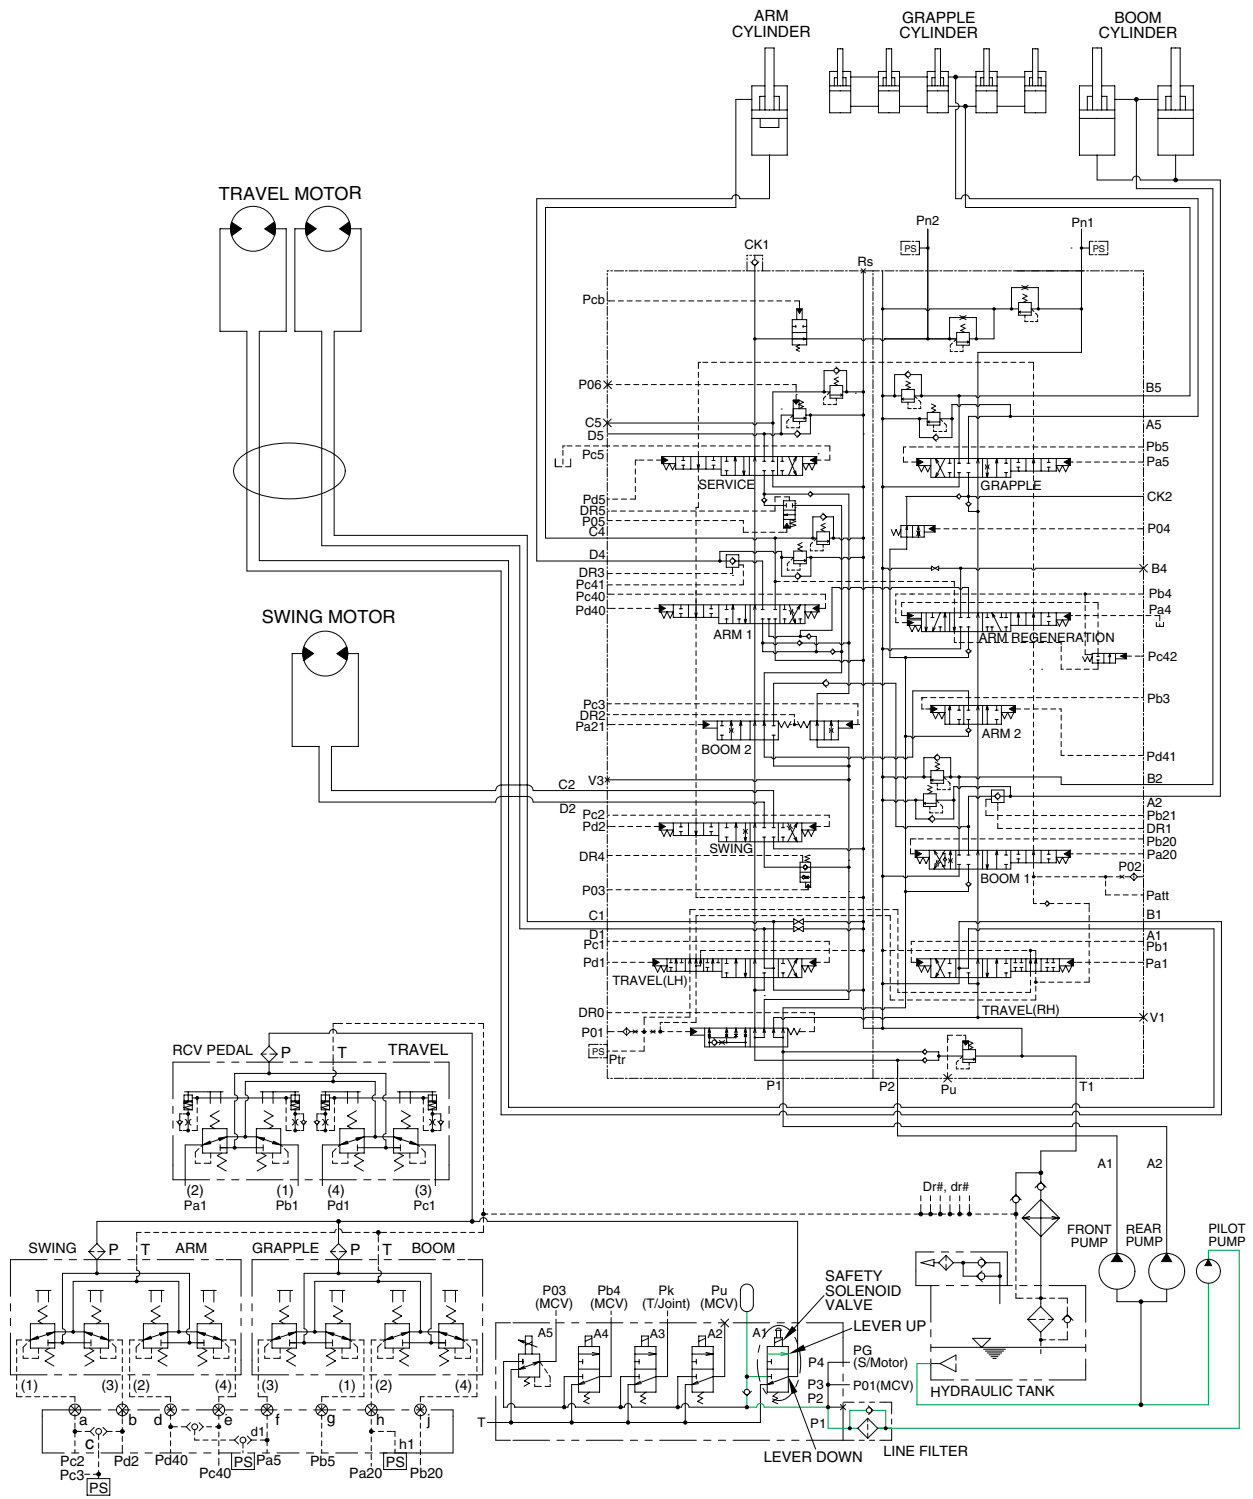 ARM
CYLINDER
GRAPPLE
CYLINDER
BOOM
CYLINDER
TRAVEL MOTOR
Pn2
Pn1
PS
PS
CK1
Rs
Pcb
P06
C5
D5
Pc5
SERVICE
Pd5
DR5
P05
C4
D4
DR3
Pc41
Pc40
Pd40
ARM 1
B5
A5
Pb5
Pa5
GRAPPLE
CK2
P04
B4
Pb4
Pa4
ARM REGENERATION
Pc42
SWING MOTOR
Pc3
DR2
Pa21
BOOM 2
V3
C2
D2
Pc2
Pd2
SWING
DR4
P03
Pb3
ARM 2
Pd41
B2
A2
Pb21
DR1
Pb20
Pa20
BOOM 1
P02
Patt
C1
D1
Pc1
Pd1
TRAVEL(LH)
DR0
P01
PS
Ptr
B1
A1
Pb1
Pa1
TRAVEL(RH)
V1
P1
P2
Pu
T1
RCV PEDAL
P
T
TRAVEL
(2)
(1)
(4)
(3)
Pa1
Pb1
Pd1
Pc1
SWING
P
T
ARM
GRAPPLE
P
T
BOOM
(1)
(3)
(2)
(4)
(3)
(1)
(2)
(4)
a
b
d
e
f
g
h
j
c
d1
h1
Pc2
Pd2
Pd40
Pc40
PS
Pa5
Pb5
Pa20
PS
Pb20
Pc3
PS
A1
A2
Dr#, dr#
FRONT
PUMP
REAR
PUMP
PILOT
PUMP
HYDRAULIC TANK
P03
(MCV)
Pb4
(MCV)
Pk
(T/Joint)
Pu
(MCV)
SAFETY
SOLENOID
VALVE
LEVER UP
A5
A4
A3
A2
A1
P4
PG
(S/Motor)
P3
P01(MCV)
P2
T
P1
LINE FILTER
LEVER DOWN